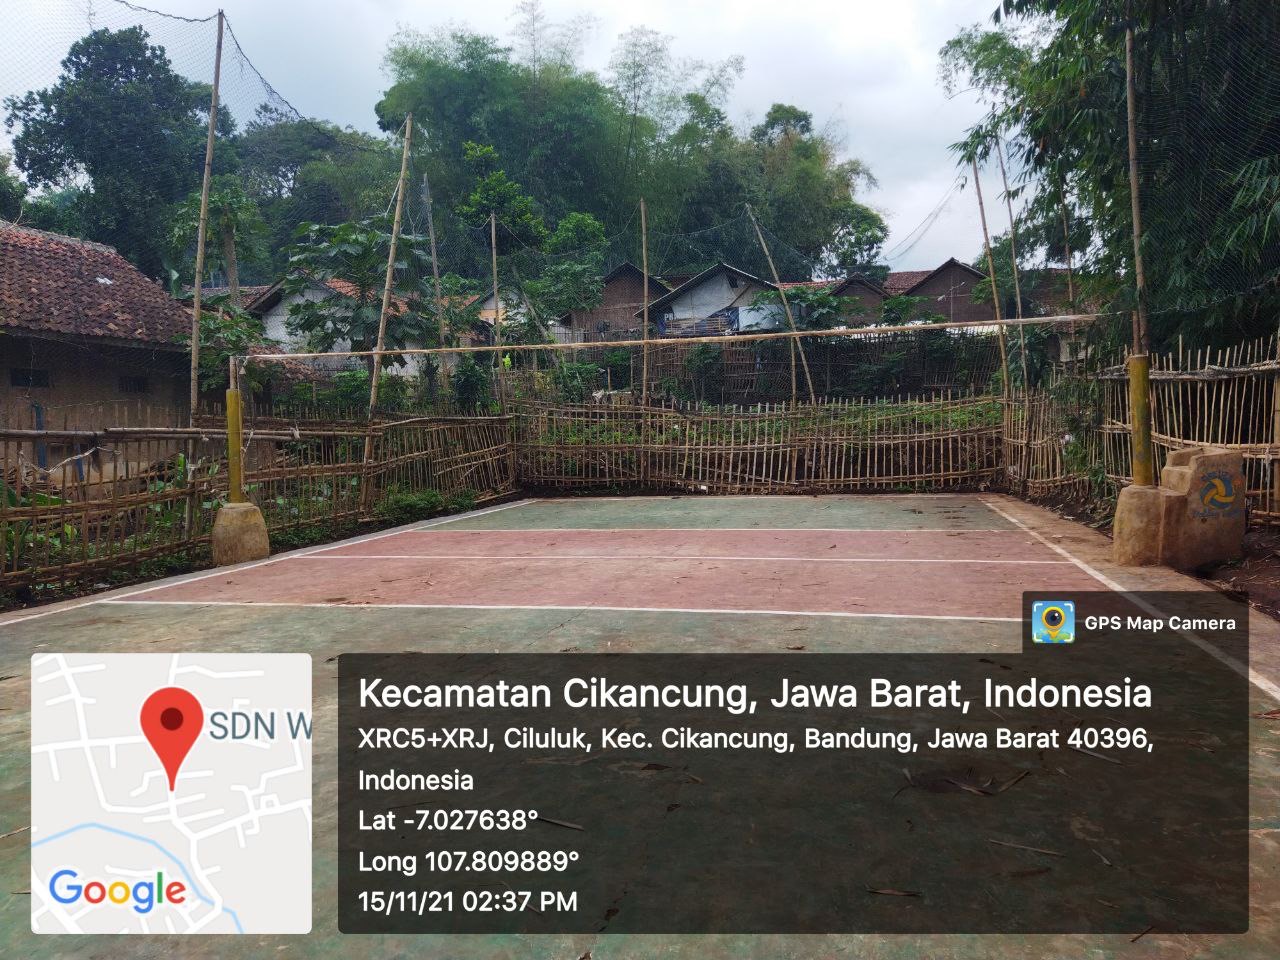 GPS Map Camera
SDN W
Kecamatan Cikancung, Jawa Barat, Indonesia
XRC5+XRJ, Ciluluk, Kec. Cikancung, Bandung, Jawa Barat 40396,
Indonesia
Lat -7.027638°
Long 107.809889°
15/11/21 02:37 PM
Google